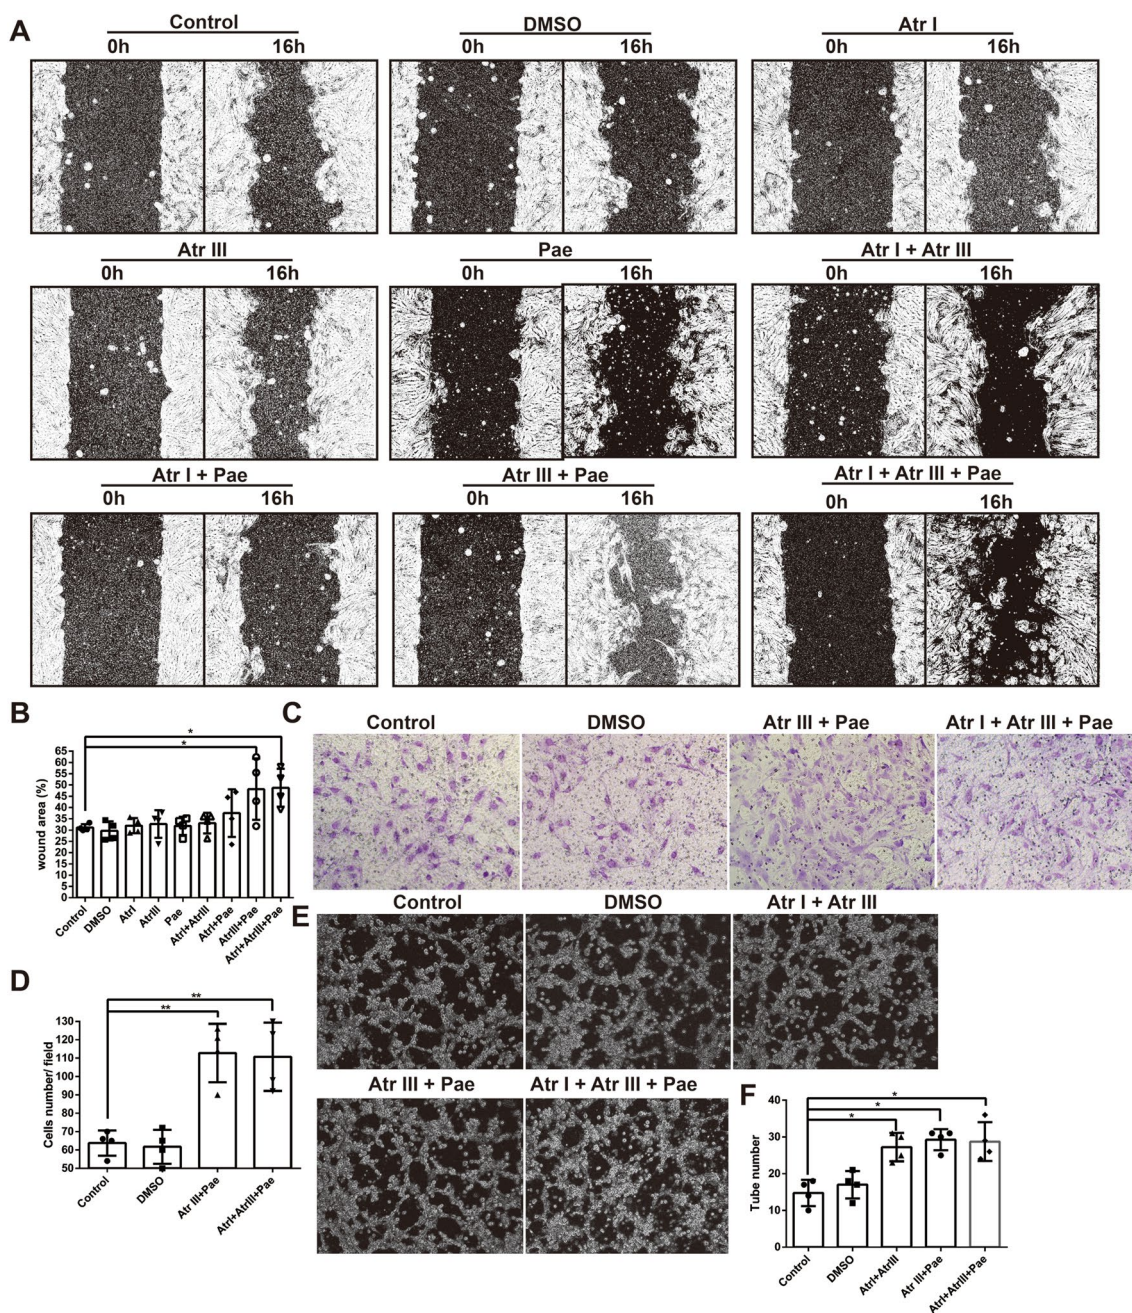 A
Control
DMSO
Atr I
0h 16h
0h 16h
0h 16h
Atr III
Pae
Atr I + Atr III
0h 16h
0h 16h
0h 16h
Atr I + Pae
Atr III + Pae
Atr I + Atr III + Pae
0h 16h
0h 16h
0h 16h
B
*
*
wound area (%)
65
60
55
50
45
40
35
30
25
20
15
10
5
0
Control
DMSO
AtrI
AtrIII
Pae
AtrI+AtrIII
AtrI+Pae
AtrIII+Pae
AtrI+AtrIII+Pae
C
Control
DMSO
Atr III + Pae
Atr I + Atr III + Pae
D
**
**
Cells number/ field
130
120
110
100
90
80
70
60
50
Control
DMSO
Atr III+Pae
AtrI+AtrIII+Pae
E
Control
DMSO
Atr I + Atr III
Atr III + Pae
Atr I + Atr III + Pae
F
*
*
*
Tube number
40
30
20
10
0
Control
DMSO
AtrI+AtrIII
Atr III+Pae
AtrI+AtrIII+Pae